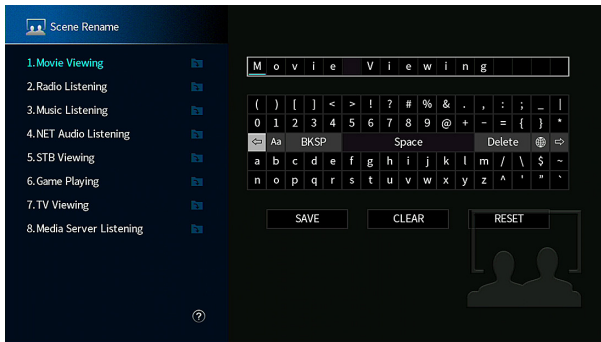 Scene Rename
1.Movie Viewing
2.Radio Listening
3.Music Listening
4.NET Audio Listening
5.STB Viewing
6.Game Playing
7.TV Viewing
8.Media Server Listening
?
Movie Viewing
( ) [ ] < > ! ? # % & . , : ; _ |
0 1 2 3 4 5 6 7 8 9 @ + - = { } *
⇦ Aa BKSP Space Delete 🌐 ⇨
a b c d e f g h i j k l m / \ $ ~
n o p q r s t u v w x y z ^ ' " `
SAVE CLEAR RESET